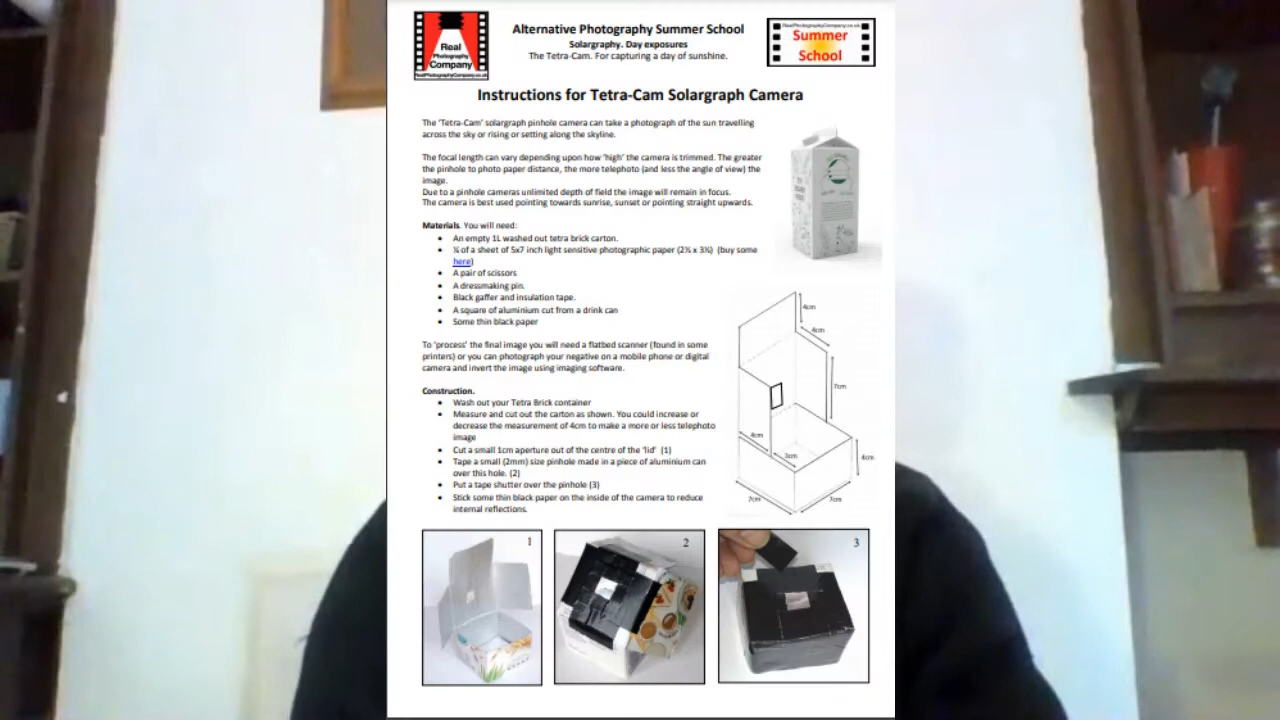 Real
Photography
Company
RealPhotographyCompany.co.uk
Alternative Photography Summer School
Solargraphy. Day exposures
The Tetra-Cam. For capturing a day of sunshine.
RealPhotographyCompany.co.uk
Summer
School
Instructions for Tetra-Cam Solargraph Camera
The 'Tetra-Cam' solargraph pinhole camera can take a photograph of the sun travelling
across the sky or rising or setting along the skyline.
The focal length can vary depending upon how 'high' the camera is trimmed. The greater
the pinhole to photo paper distance, the more telephoto (and less the angle of view) the
image.
Due to a pinhole cameras unlimited depth of field the image will remain in focus.
The camera is best used pointing towards sunrise, sunset or pointing straight upwards.
Materials. You will need:
An empty 1L washed out tetra brick carton.
¼ of a sheet of 5x7 inch light sensitive photographic paper (2½ x 3½) (buy some
here)
A pair of scissors
A dressmaking pin.
Black gaffer and insulation tape.
A square of aluminium cut from a drink can
Some thin black paper
To 'process' the final image you will need a flatbed scanner (found in some
printers) or you can photograph your negative on a mobile phone or digital
camera and invert the image using imaging software.
Construction.
Wash out your Tetra Brick container
Measure and cut out the carton as shown. You could increase or
decrease the measurement of 4cm to make a more or less telephoto
image
Cut a small 1cm aperture out of the centre of the 'lid' (1)
Tape a small (2mm) size pinhole made in a piece of aluminium can
over this hole. (2)
Put a tape shutter over the pinhole (3)
Stick some thin black paper on the inside of the camera to reduce
internal reflections.
4cm
4cm
7cm
4cm
3cm
4cm
7cm
7cm
1
2
3